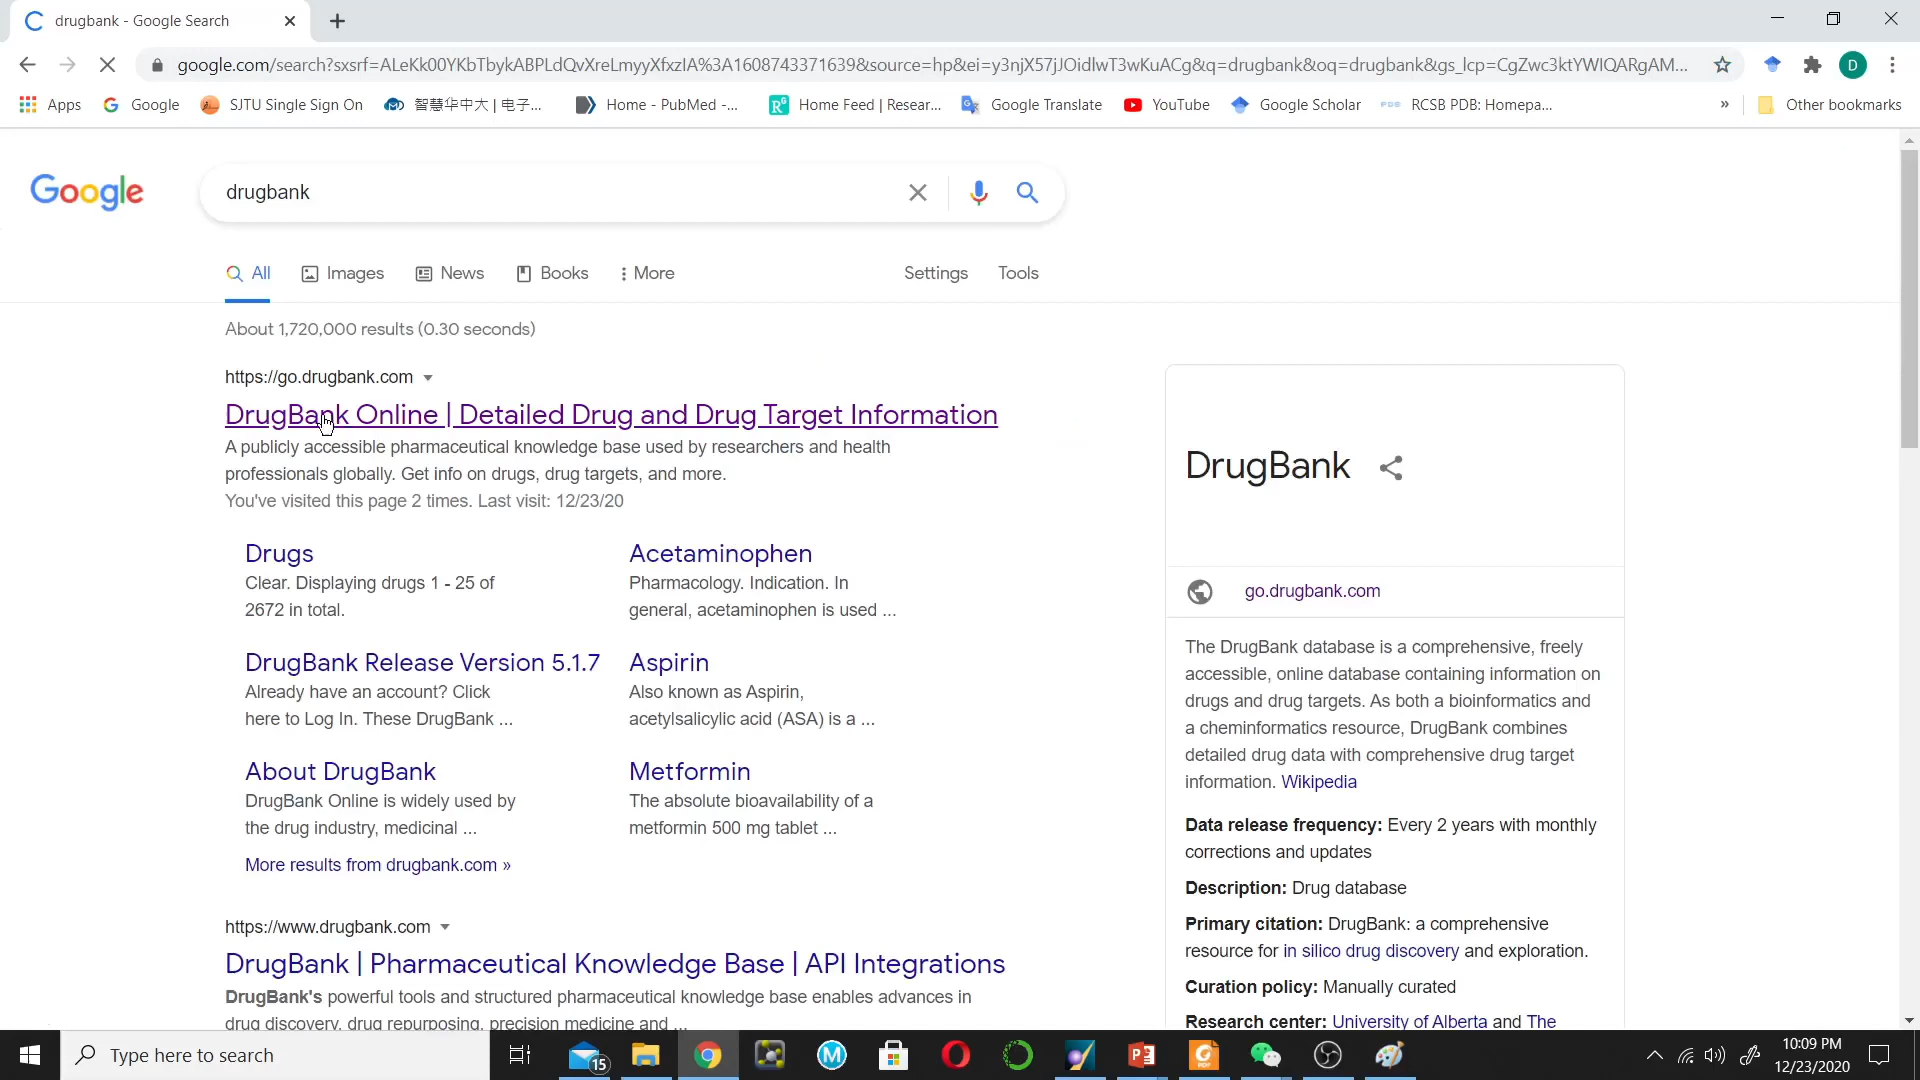 drugbank - Google Search
google.com/search?sxsrf=ALeKk00YKbTbykABPLdQvXreLmyyXfxzIA%3A1608743371639&source=hp&ei=y3njX57jJOidlwT3wKuACg&q=drugbank&oq=drugbank&gs_lcp=CgZwc3ktYWIQARgAM...
Apps Google SJTU Single Sign On 智慧华中大 | 电子... Home - PubMed -... Home Feed | Resear... Google Translate YouTube Google Scholar RCSB PDB: Homepa... » Other bookmarks
D
Google
drugbank
All Images News Books More Settings Tools
About 1,720,000 results (0.30 seconds)
https://go.drugbank.com
DrugBank Online | Detailed Drug and Drug Target Information
A publicly accessible pharmaceutical knowledge base used by researchers and health
professionals globally. Get info on drugs, drug targets, and more.
You've visited this page 2 times. Last visit: 12/23/20
Drugs
Clear. Displaying drugs 1 - 25 of
2672 in total.
Acetaminophen
Pharmacology. Indication. In
general, acetaminophen is used ...
DrugBank Release Version 5.1.7
Already have an account? Click
here to Log In. These DrugBank ...
Aspirin
Also known as Aspirin,
acetylsalicylic acid (ASA) is a ...
About DrugBank
DrugBank Online is widely used by
the drug industry, medicinal ...
Metformin
The absolute bioavailability of a
metformin 500 mg tablet ...
More results from drugbank.com »
https://www.drugbank.com
DrugBank | Pharmaceutical Knowledge Base | API Integrations
DrugBank's powerful tools and structured pharmaceutical knowledge base enables advances in
drug discovery, drug repurposing, precision medicine and ...
DrugBank
go.drugbank.com
The DrugBank database is a comprehensive, freely
accessible, online database containing information on
drugs and drug targets. As both a bioinformatics and
a cheminformatics resource, DrugBank combines
detailed drug data with comprehensive drug target
information. Wikipedia
Data release frequency: Every 2 years with monthly
corrections and updates
Description: Drug database
Primary citation: DrugBank: a comprehensive
resource for in silico drug discovery and exploration.
Curation policy: Manually curated
Research center: University of Alberta and The
Type here to search
15
10:09 PM
12/23/2020